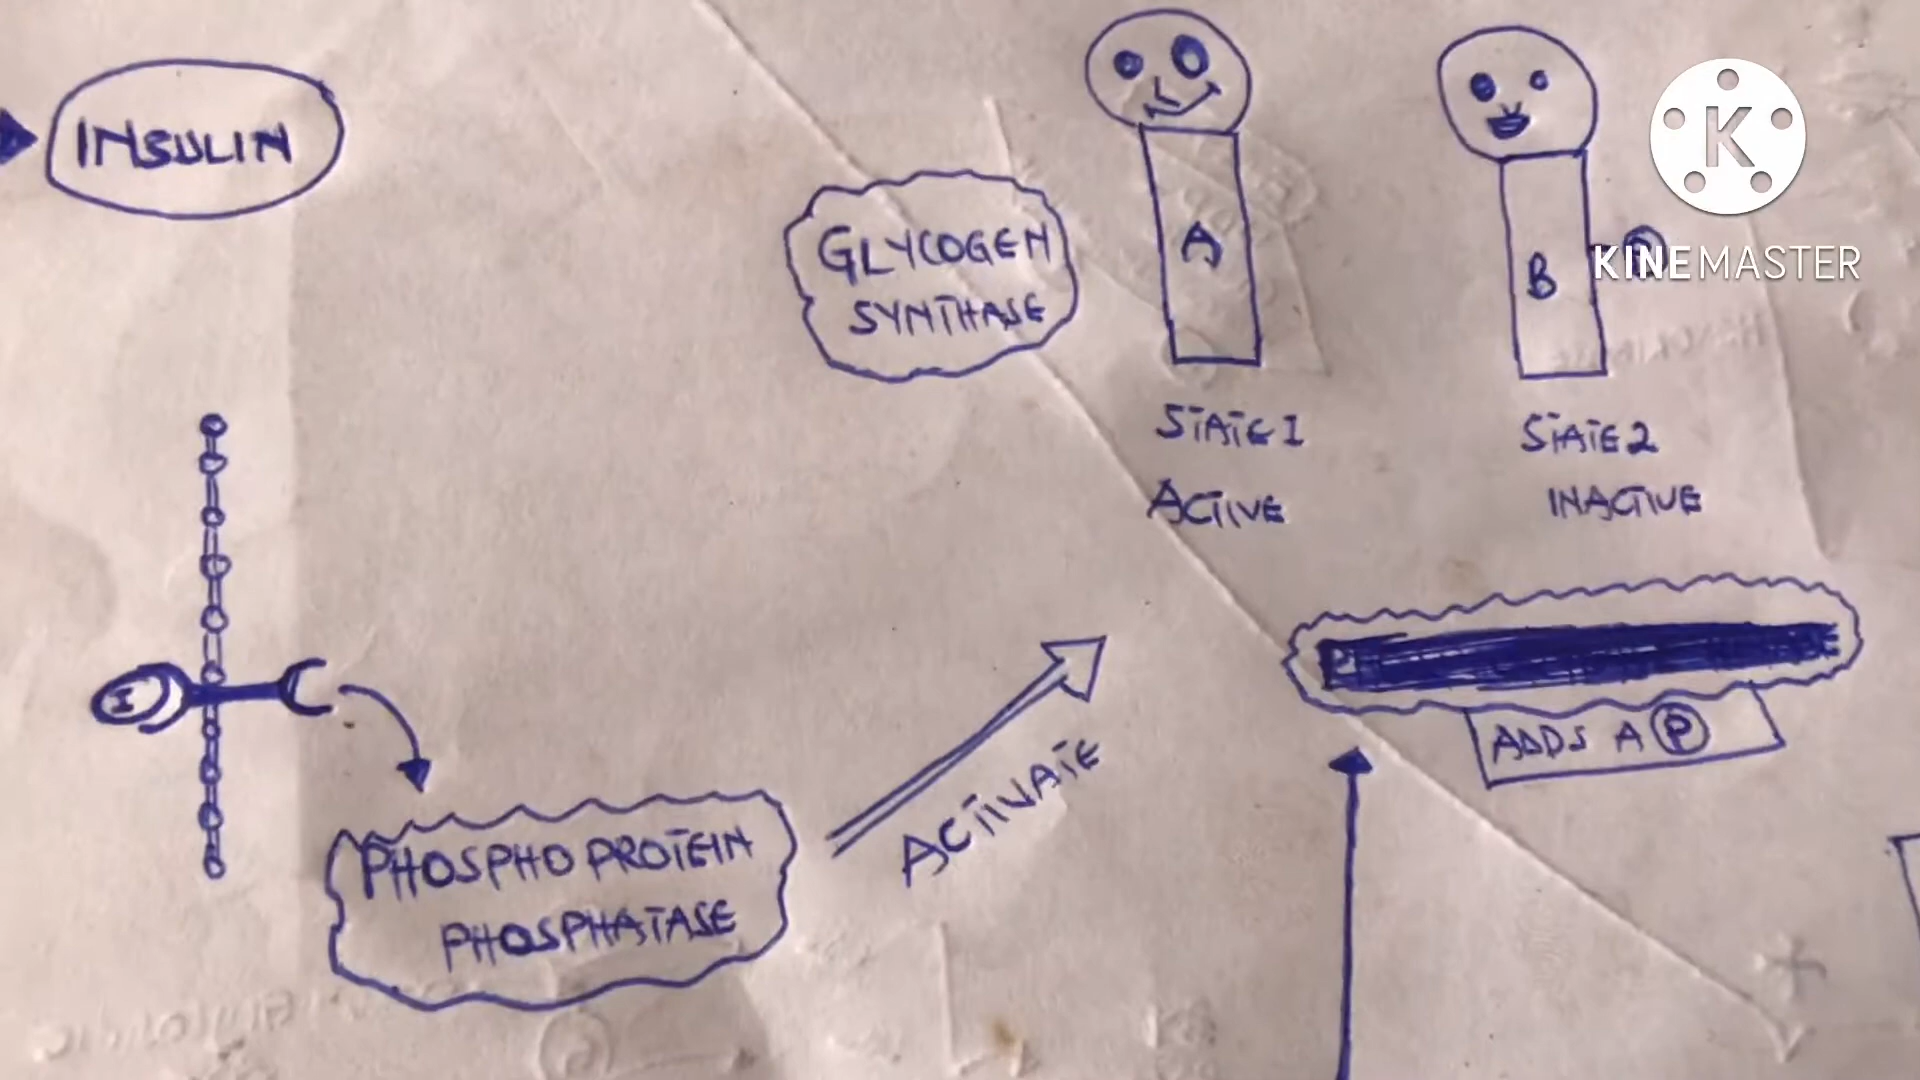 INSULIN
GLYCOGEN
SYNTHASE
A
B
P
K
KINEMASTER
STATE 1
STATE 2
ACTIVE
INACTIVE
I
ADDS A P
ACTIVATE
PHOSPHO PROTEIN
PHOSPHATASE